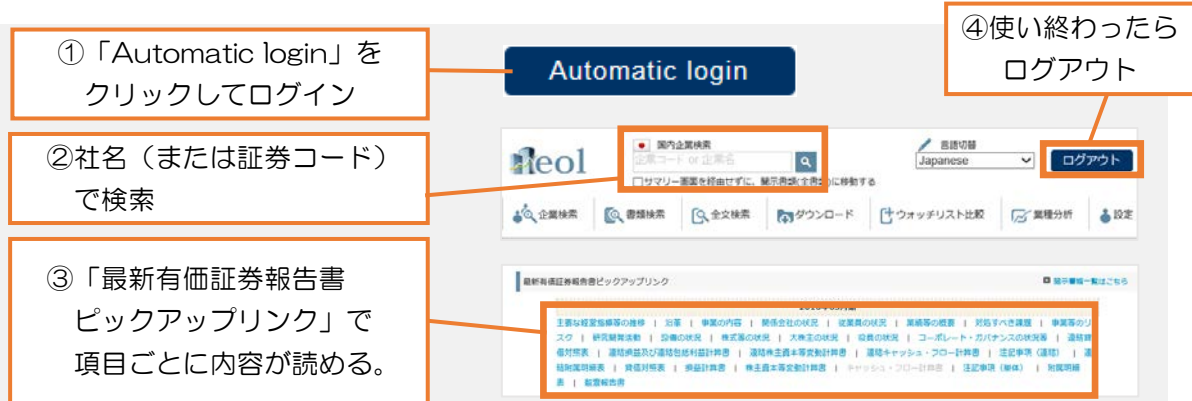 ①「Automatic login」を
クリックしてログイン
Automatic login
④使い終わったら
ログアウト
②社名（または証券コード）
で検索
eol
国内企業検索
企業コード or 企業名
□サマリー画面を経由せずに、開示書類(全書類)に移動する
言語切替
Japanese
ログアウト
企業検索 書類検索 全文検索 ダウンロード ウォッチリスト比較 業種分析 設定
③「最新有価証券報告書
ピックアップリンク」で
項目ごとに内容が読める。
最新有価証券報告書ピックアップリンク
開示書類一覧はこちら
主要な経営指標等の推移 | 沿革 | 事業の内容 | 関係会社の状況 | 従業員の状況 | 業績等の概要 | 対処すべき課題 | 事業等のリ
スク | 研究開発活動 | 設備の状況 | 株式等の状況 | 大株主の状況 | 役員の状況 | コーポレート・ガバナンスの状況等 | 連結貸
借対照表 | 連結損益及び連結包括利益計算書 | 連結株主資本等変動計算書 | 連結キャッシュ・フロー計算書 | 注記事項（連結） | 連
結附属明細表 | 貸借対照表 | 損益計算書 | 株主資本等変動計算書 | キャッシュ・フロー計算書 | 注記事項（単体） | 附属明細
表 | 監査報告書